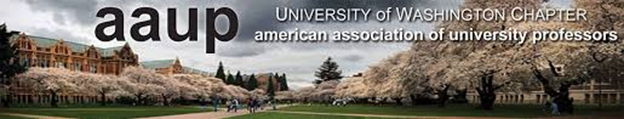 aaup
UNIVERSITY of WASHINGTON CHAPTER
american association of university professors